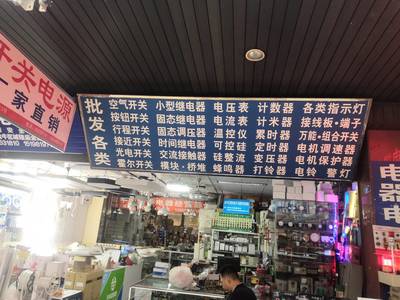 开关电源
一家直销
批发各类
空气开关 小型继电器 电压表 计数器 各类指示灯
按钮开关 固态继电器 电流表 计米器 接线板·端子
行程开关 固态调压器 温控仪 累时器 万能·组合开关
接近开关 时间继电器 可控硅 定时器 电机调速器
光电开关 交流接触器 硅整流 变压器 电机保护器
霍尔开关 模块·桥堆 蜂鸣器 打铃器 电铃 警灯